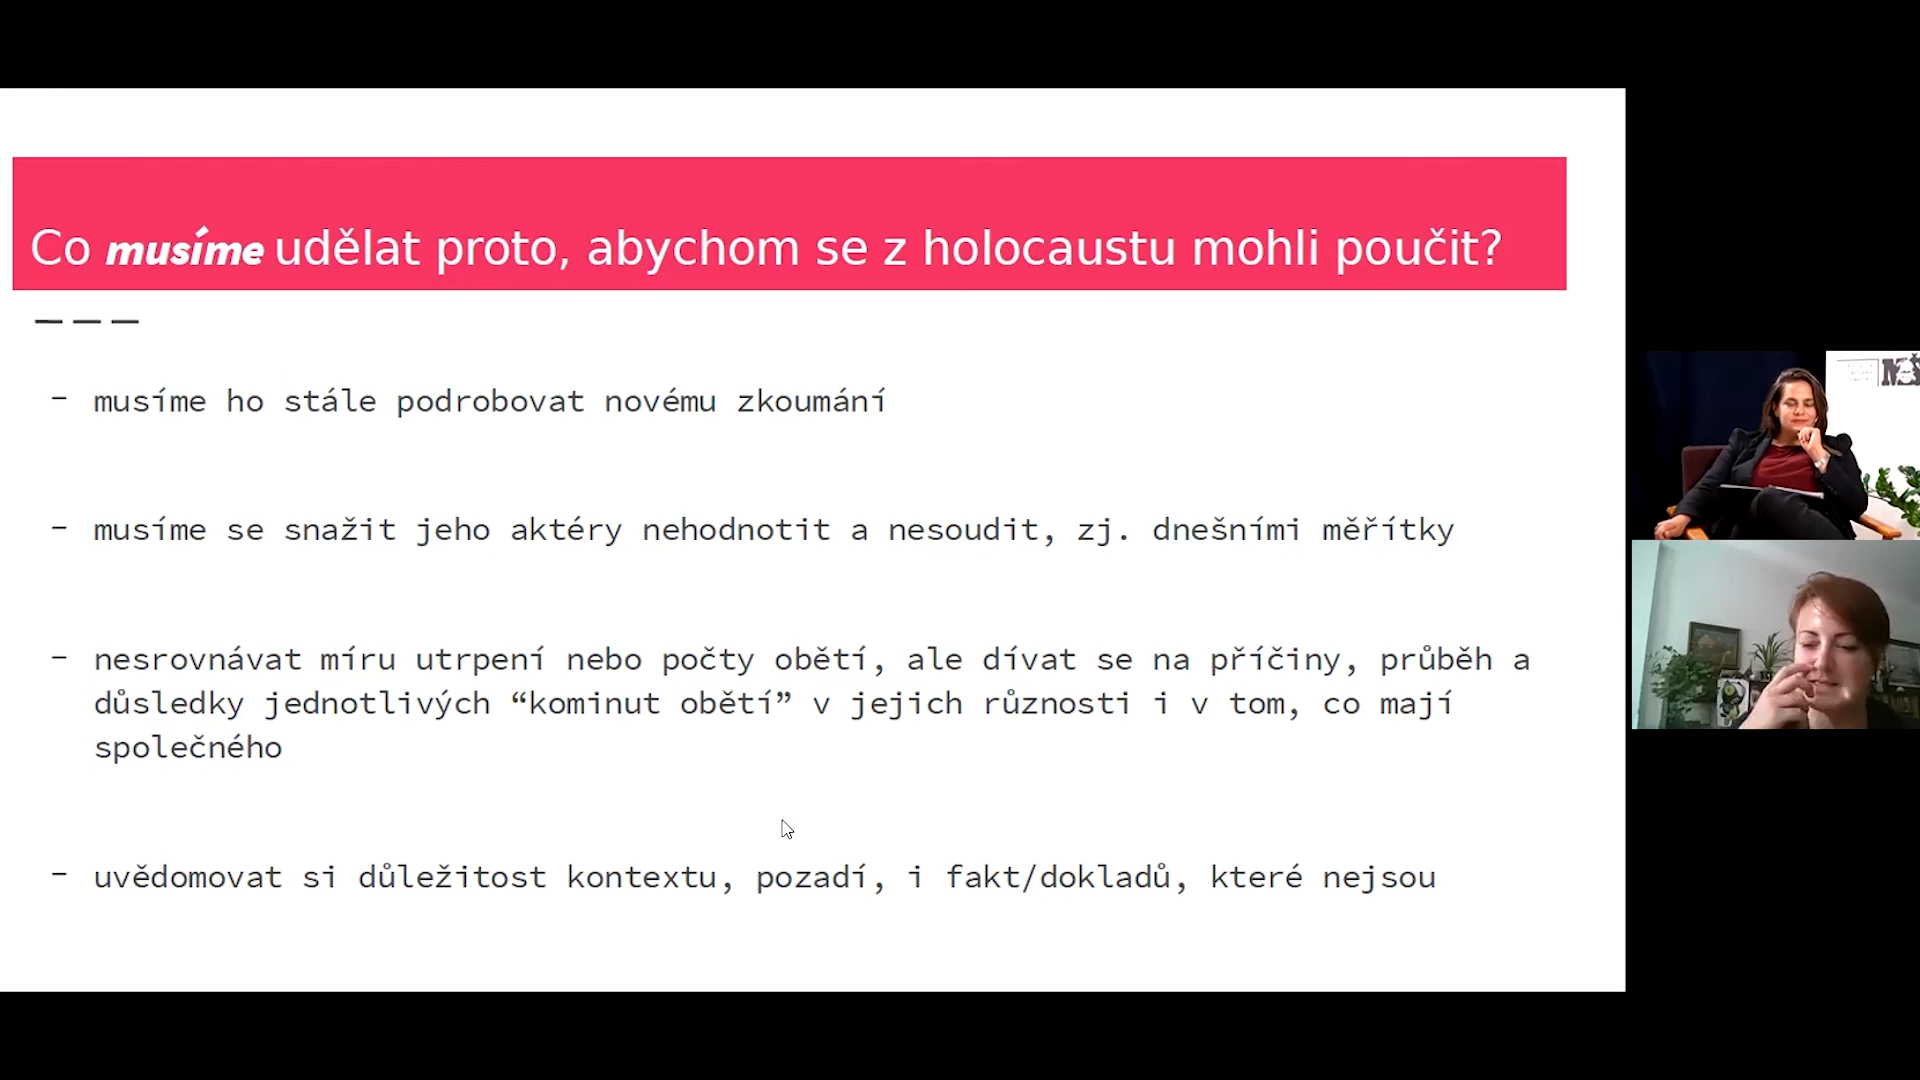 Co musíme udělat proto, abychom se z holocaustu mohli poučit?
- musíme ho stále podrobovat novému zkoumání
- musíme se snažit jeho aktéry nehodnotit a nesoudit, zj. dnešními měřítky
- nesrovnávat míru utrpení nebo počty obětí, ale dívat se na příčiny, průběh a
důsledky jednotlivých “kominut obětí” v jejich různosti i v tom, co mají
společného
- uvědomovat si důležitost kontextu, pozadí, i fakt/dokladů, které nejsou